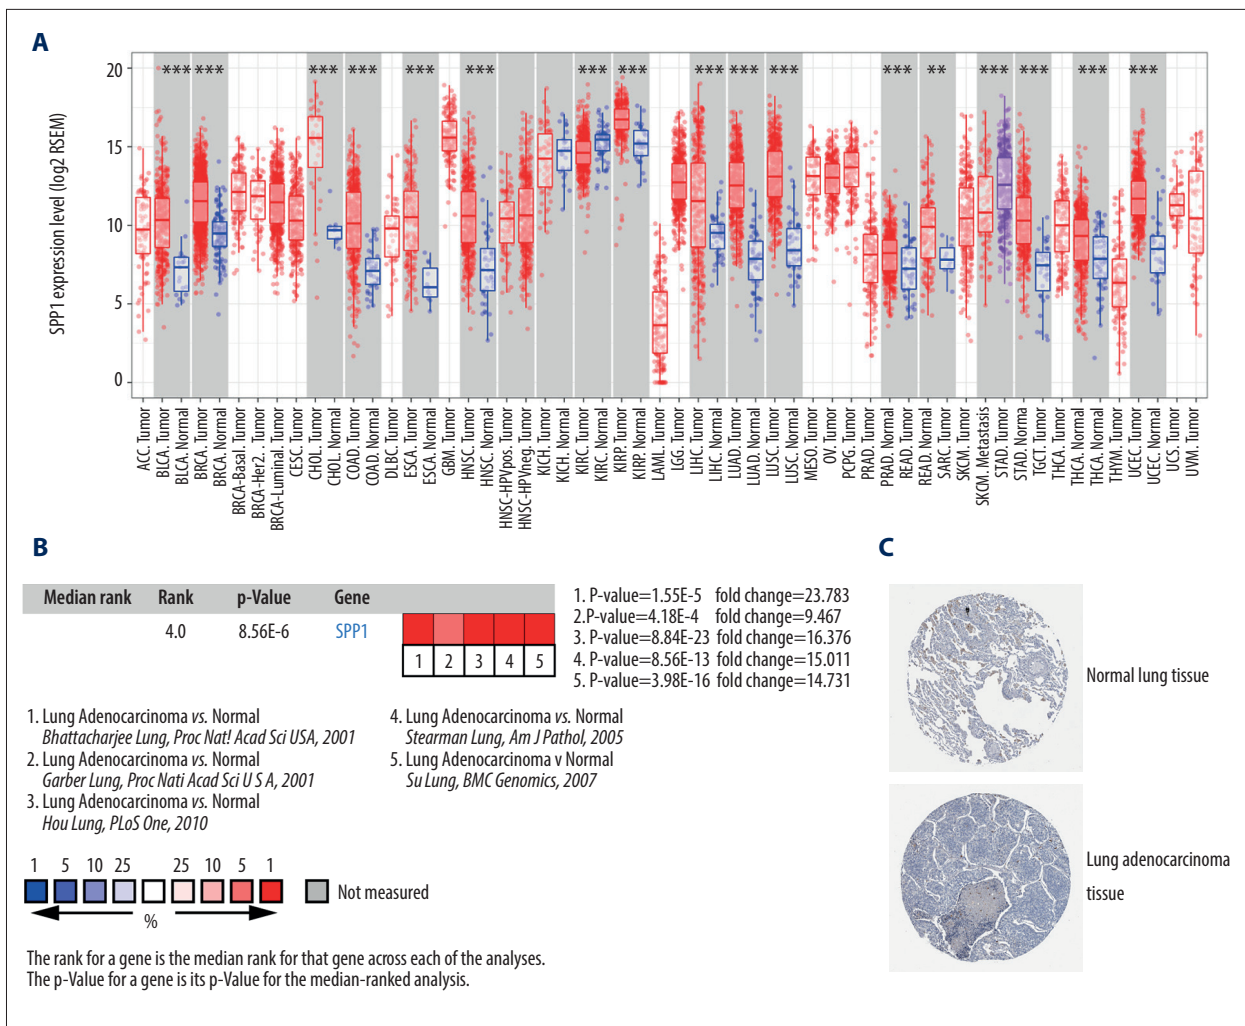 A
*** *** *** *** *** *** *** *** *** *** *** *** ** *** *** *** ***
SPP1 expression level (log2 RSEM)
20
15
10
5
0
ACC. Tumor
BLCA. Tumor
BLCA. Normal
BRCA. Tumor
BRCA. Normal
BRCA-Basal. Tumor
BRCA-Her2. Tumor
BRCA-Luminal. Tumor
CESC. Tumor
CHOL. Tumor
CHOL. Normal
COAD. Tumor
COAD. Normal
DLBC. Tumor
ESCA. Tumor
ESCA. Normal
GBM. Tumor
HNSC. Tumor
HNSC. Normal
HNSC-HPVpos. Tumor
HNSC-HPVneg. Tumor
KICH. Tumor
KICH. Normal
KIRC. Tumor
KIRC. Normal
KIRP. Tumor
KIRP. Normal
LAML. Tumor
LGG. Tumor
LIHC. Tumor
LIHC. Normal
LUAD. Tumor
LUAD. Normal
LUSC. Tumor
LUSC. Normal
MESO. Tumor
OV. Tumor
PCPG. Tumor
PRAD. Tumor
PRAD. Normal
READ. Tumor
READ. Normal
SARC. Tumor
SKCM. Tumor
SKCM. Metastasis
STAD. Tumor
STAD. Norma
TGCT. Tumor
THCA. Tumor
THCA. Normal
THCA. Normal
THYM. Tumor
UCEC. Tumor
UCEC. Normal
UCS. Tumor
UVM. Tumor
B
Median rank Rank p-Value Gene
4.0 8.56E-6 SPP1
1 2 3 4 5
1. P-value=1.55E-5 fold change=23.783
2.P-value=4.18E-4 fold change=9.467
3. P-value=8.84E-23 fold change=16.376
4. P-value=8.56E-13 fold change=15.011
5. P-value=3.98E-16 fold change=14.731
1. Lung Adenocarcinoma vs. Normal
Bhattacharjee Lung, Proc Nat! Acad Sci USA, 2001
2. Lung Adenocarcinoma vs. Normal
Garber Lung, Proc Nati Acad Sci U S A, 2001
3. Lung Adenocarcinoma vs. Normal
Hou Lung, PLoS One, 2010
4. Lung Adenocarcinoma vs. Normal
Stearman Lung, Am J Pathol, 2005
5. Lung Adenocarcinoma v Normal
Su Lung, BMC Genomics, 2007
1 5 10 25 25 10 5 1
%
Not measured
The rank for a gene is the median rank for that gene across each of the analyses.
The p-Value for a gene is its p-Value for the median-ranked analysis.
C
Normal lung tissue
Lung adenocarcinoma
tissue